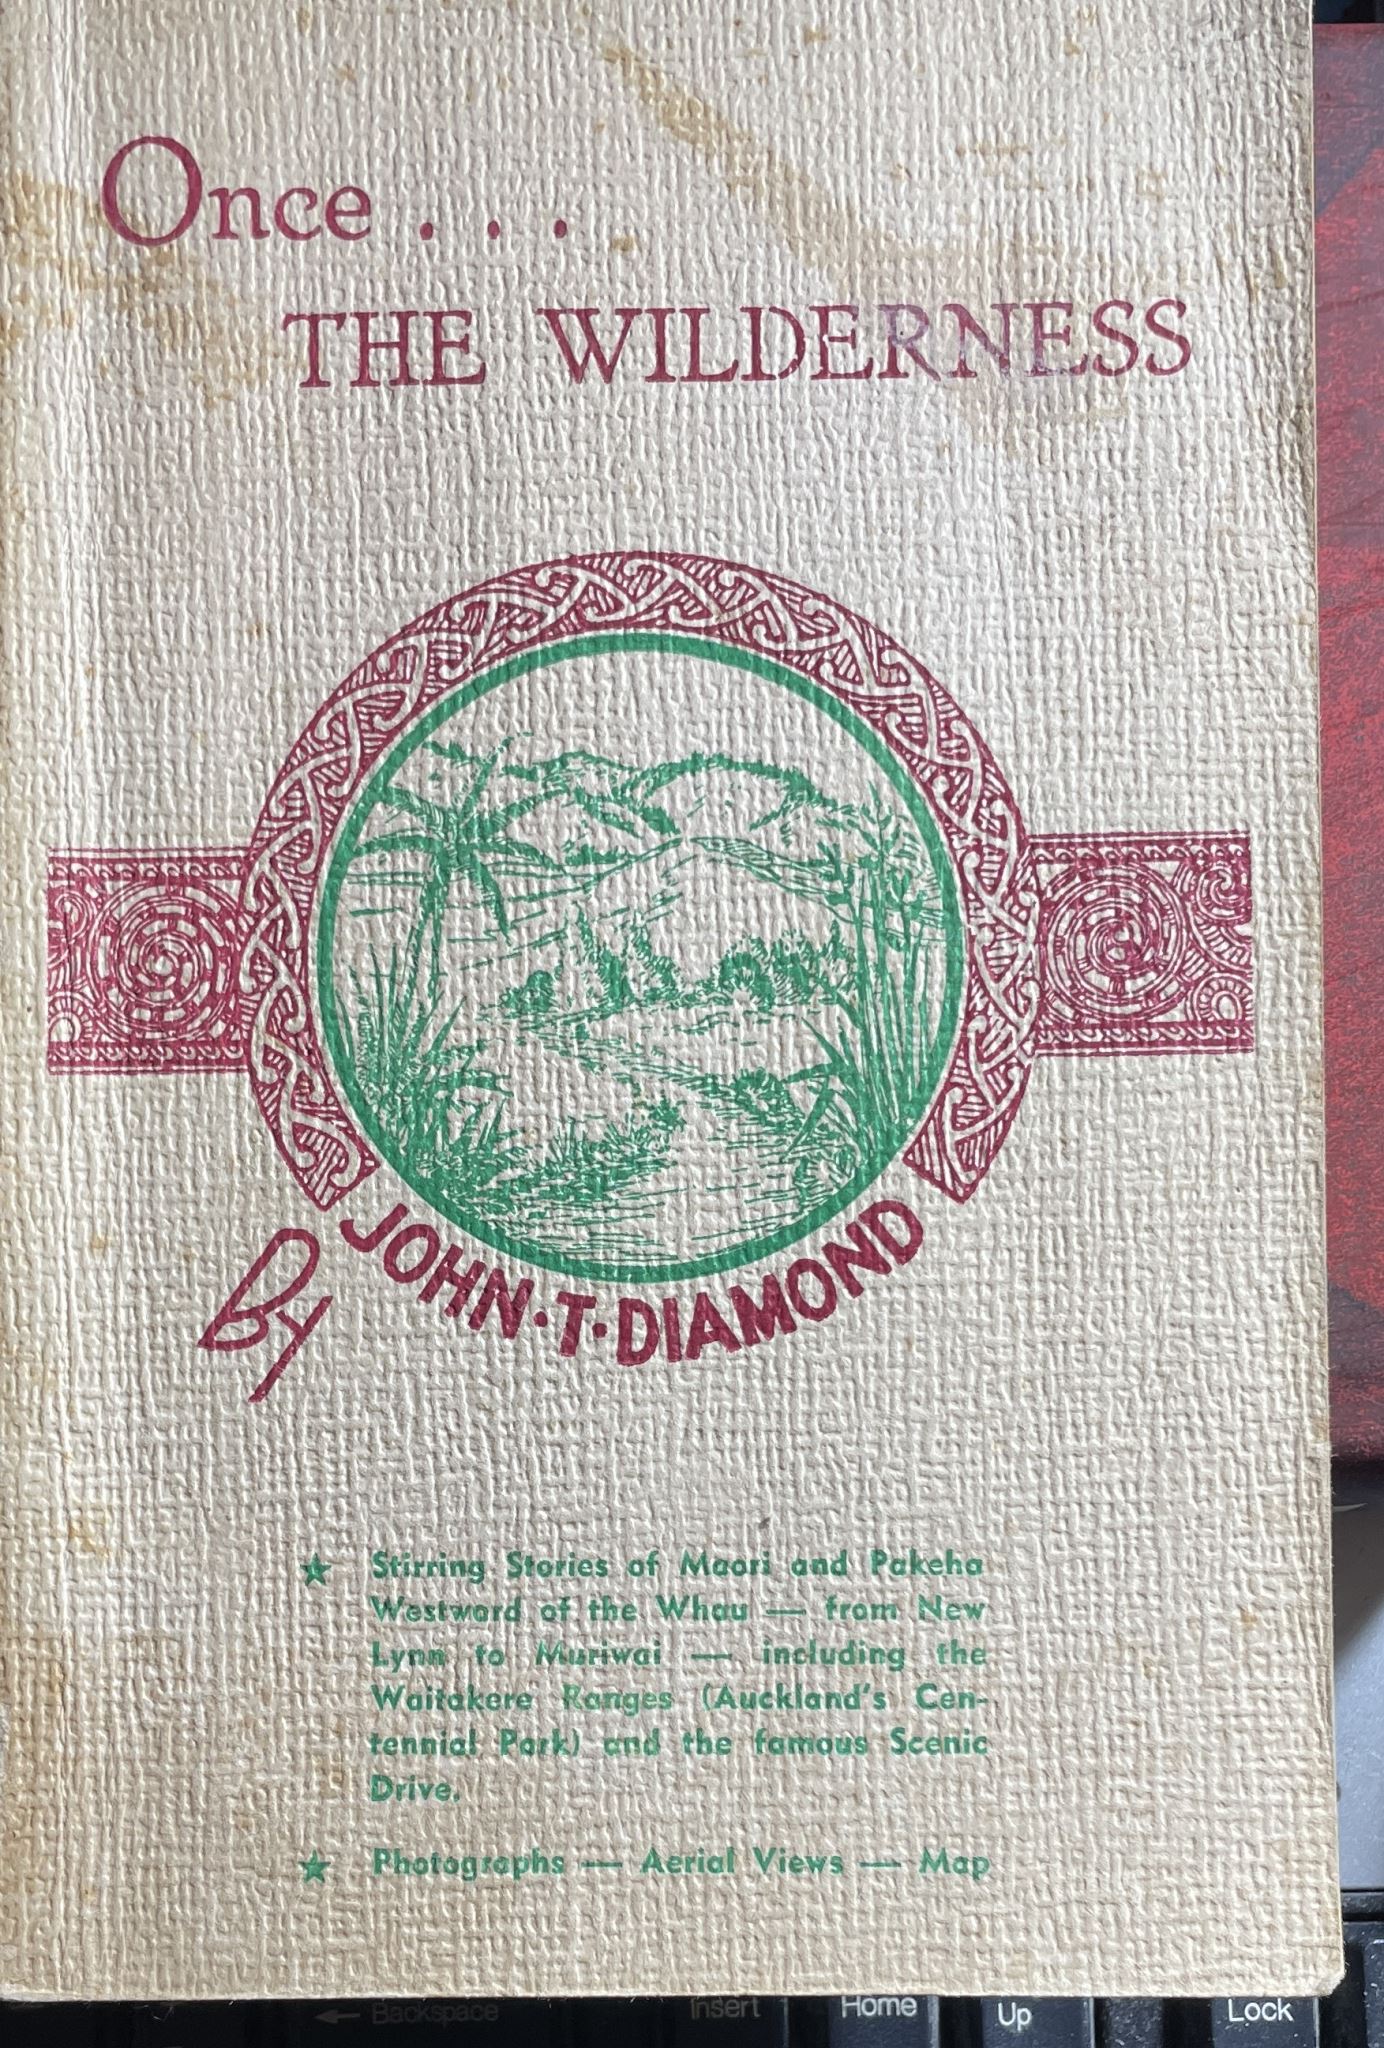 Once . . .
THE WILDERNESS
By JOHN · T · DIAMOND
★ Stirring Stories of Maori and Pakeha
Westward of the Whau — from New
Lynn to Muriwai — including the
Waitakere Ranges (Auckland's Cen-
tennial Park) and the famous Scenic
Drive.
★ Photographs — Aerial Views — Map
← Backspace Insert Home Up Lock